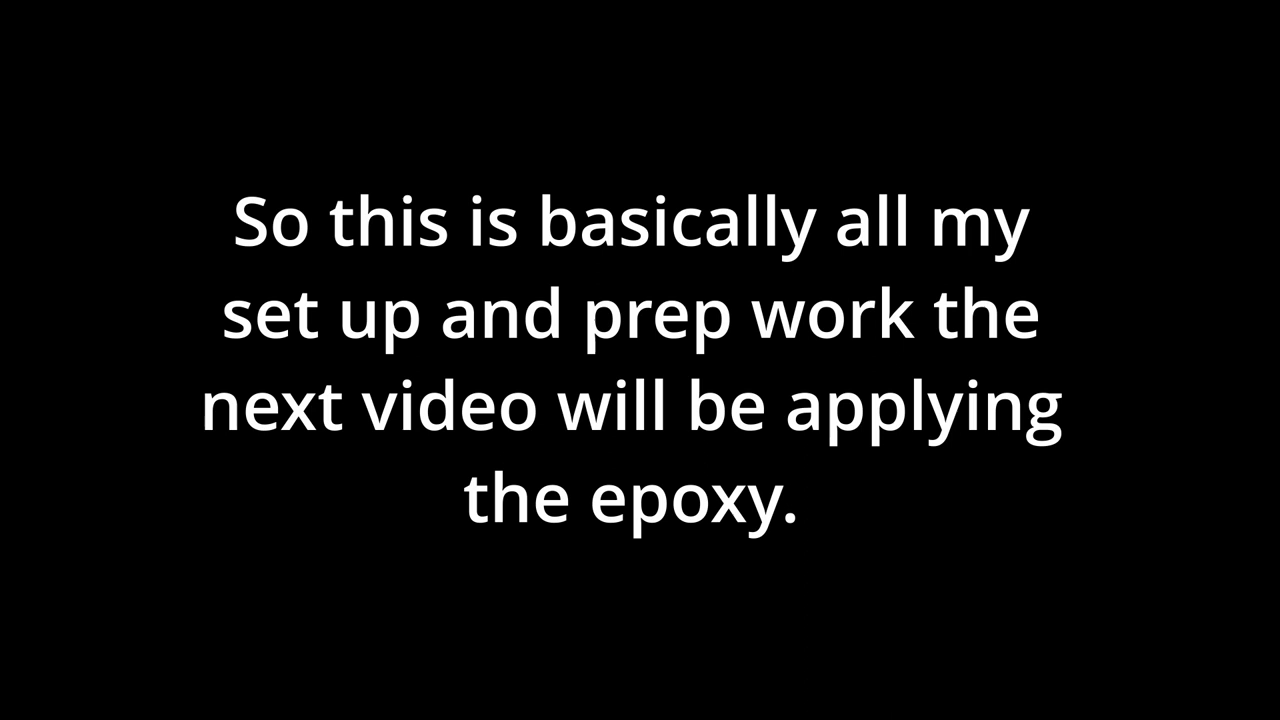 So this is basically all my
set up and prep work the
next video will be applying
the epoxy.